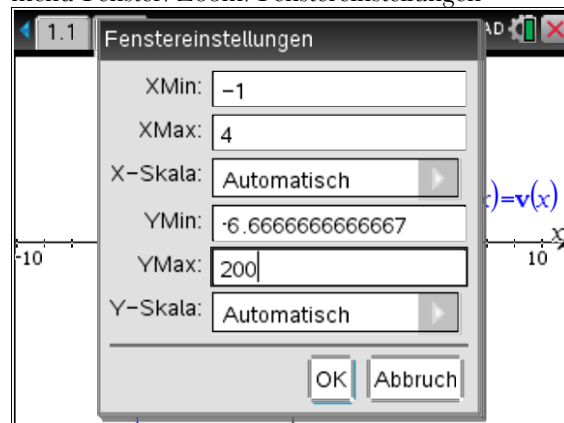 1.1
AD
Fenstereinstellungen
XMin: -1
XMax: 4
X-Skala: Automatisch
YMin: -6.6666666666667
YMax: 200
Y-Skala: Automatisch
OK Abbruch
)=v(x)
x
-10
10